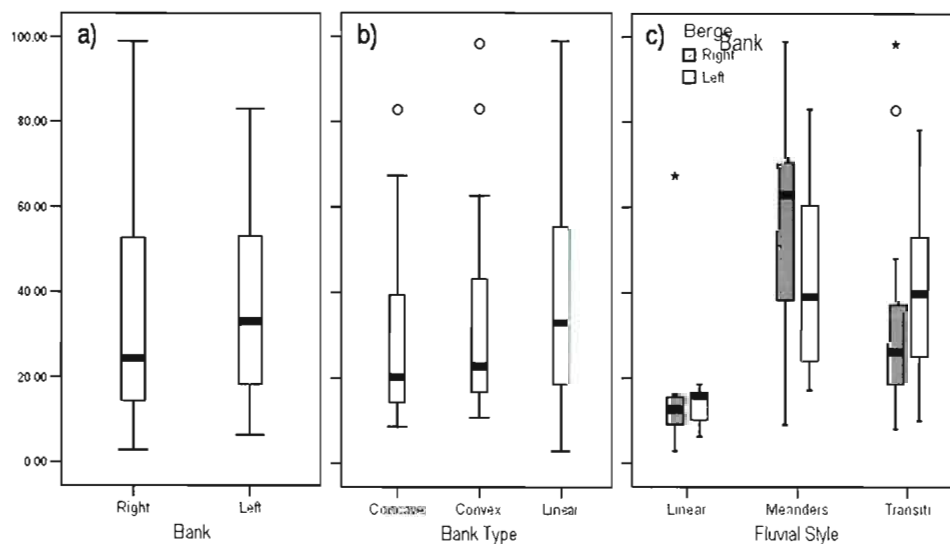 a)
b)
c)
Berge
Bank
Right
Left
100.00
80.00
60.00
40.00
20.00
0.00
Right
Left
Bank
Concave
Convex
Linear
Bank Type
Linear
Meanders
Transiti
Fluvial Style